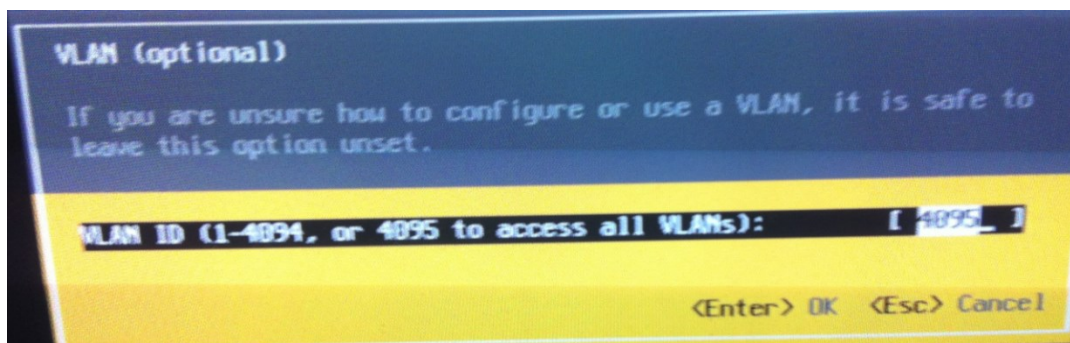 VLAN (optional)
If you are unsure how to configure or use a VLAN, it is safe to
leave this option unset.
VLAN ID (1-4094, or 4095 to access all VLANs): [ 4095_ ]
<Enter> OK <Esc> Cancel